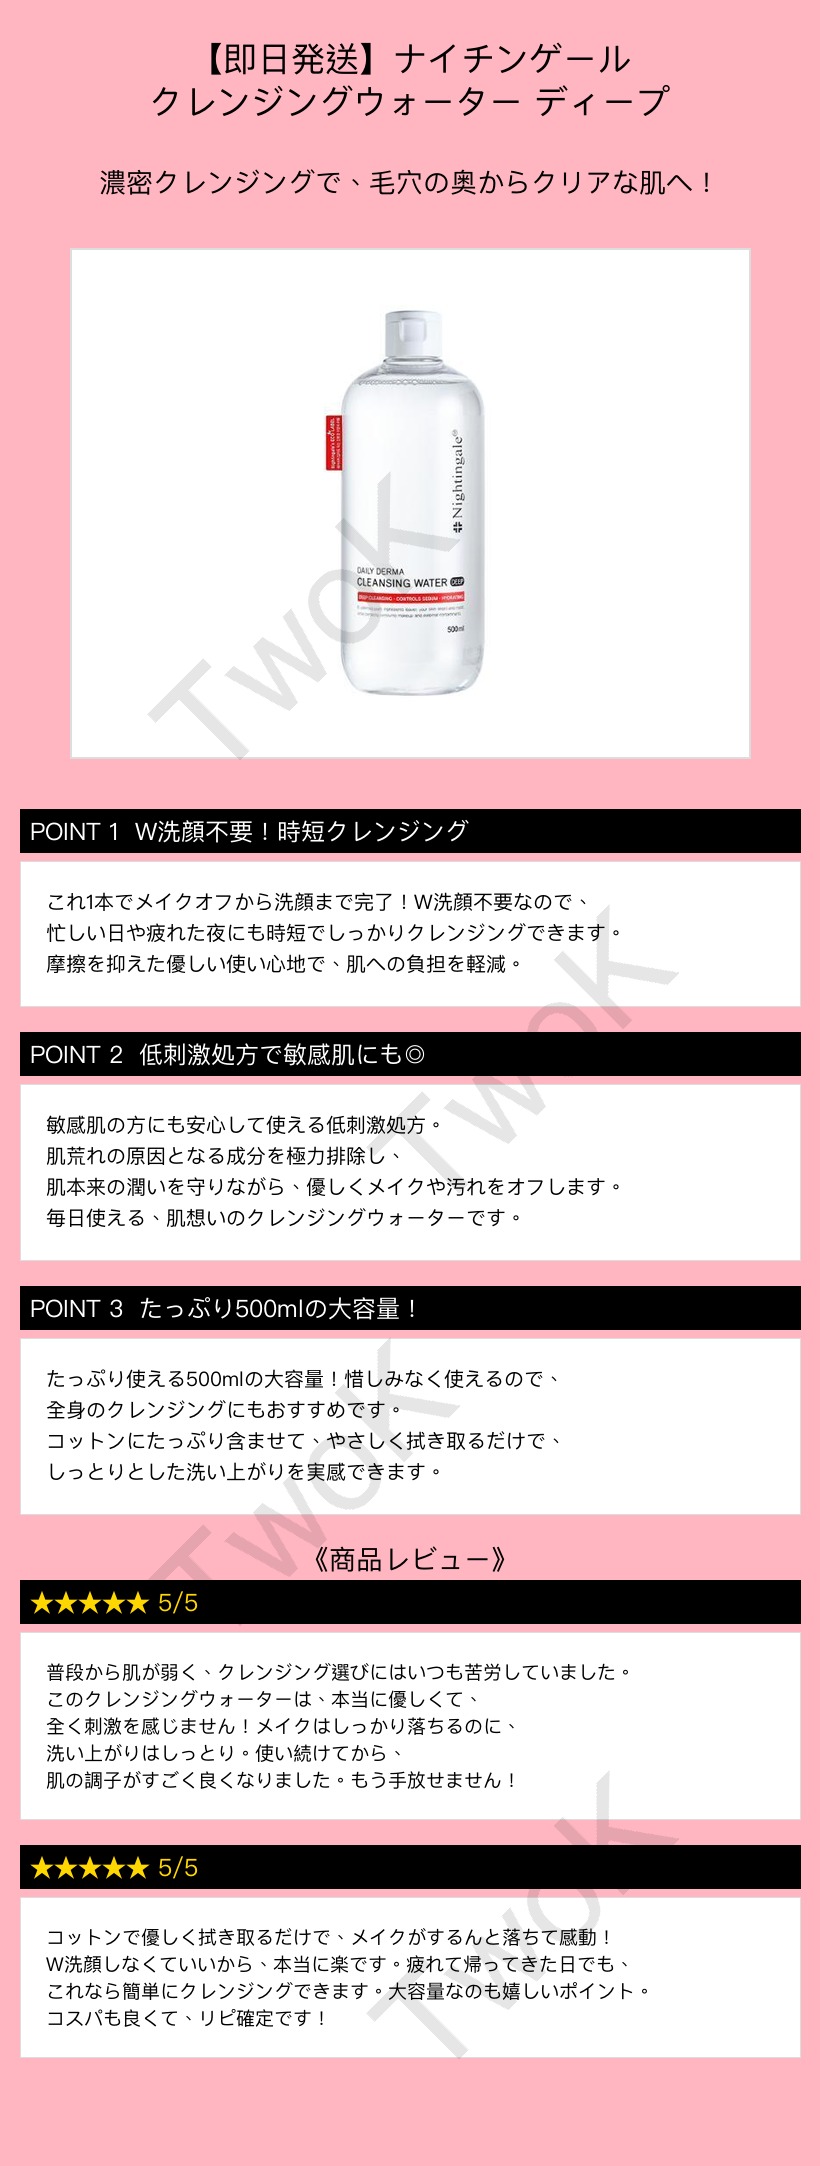 【即日発送】ナイチンゲール
クレンジングウォーター ディープ
濃密クレンジングで、毛穴の奥からクリアな肌へ！
Nightingale®
DAILY DERMA
CLEANSING WATER DEEP
DEEP CLEANSING · CONTROLS SEBUM · HYDRATING
500ml
TwoK
POINT 1 W洗顔不要！時短クレンジング
これ1本でメイクオフから洗顔まで完了！W洗顔不要なので、
忙しい日や疲れた夜にも時短でしっかりクレンジングできます。
摩擦を抑えた優しい使い心地で、肌への負担を軽減。
TwoK
POINT 2 低刺激処方で敏感肌にも◎
敏感肌の方にも安心して使える低刺激処方。
肌荒れの原因となる成分を極力排除し、
肌本来の潤いを守りながら、優しくメイクや汚れをオフします。
毎日使える、肌想いのクレンジングウォーターです。
POINT 3 たっぷり500mlの大容量！
たっぷり使える500mlの大容量！惜しみなく使えるので、
全身のクレンジングにもおすすめです。
コットンにたっぷり含ませて、やさしく拭き取るだけで、
しっとりとした洗い上がりを実感できます。
TwoK
《商品レビュー》
★★★★★ 5/5
普段から肌が弱く、クレンジング選びにはいつも苦労していました。
このクレンジングウォーターは、本当に優しくて、
全く刺激を感じません！メイクはしっかり落ちるのに、
洗い上がりはしっとり。使い続けてから、
肌の調子がすごく良くなりました。もう手放せません！
★★★★★ 5/5
コットンで優しく拭き取るだけで、メイクがするんと落ちて感動！
W洗顔しなくていいから、本当に楽です。疲れて帰ってきた日でも、
これなら簡単にクレンジングできます。大容量なのも嬉しいポイント。
コスパも良くて、リピ確定です！
TwoK